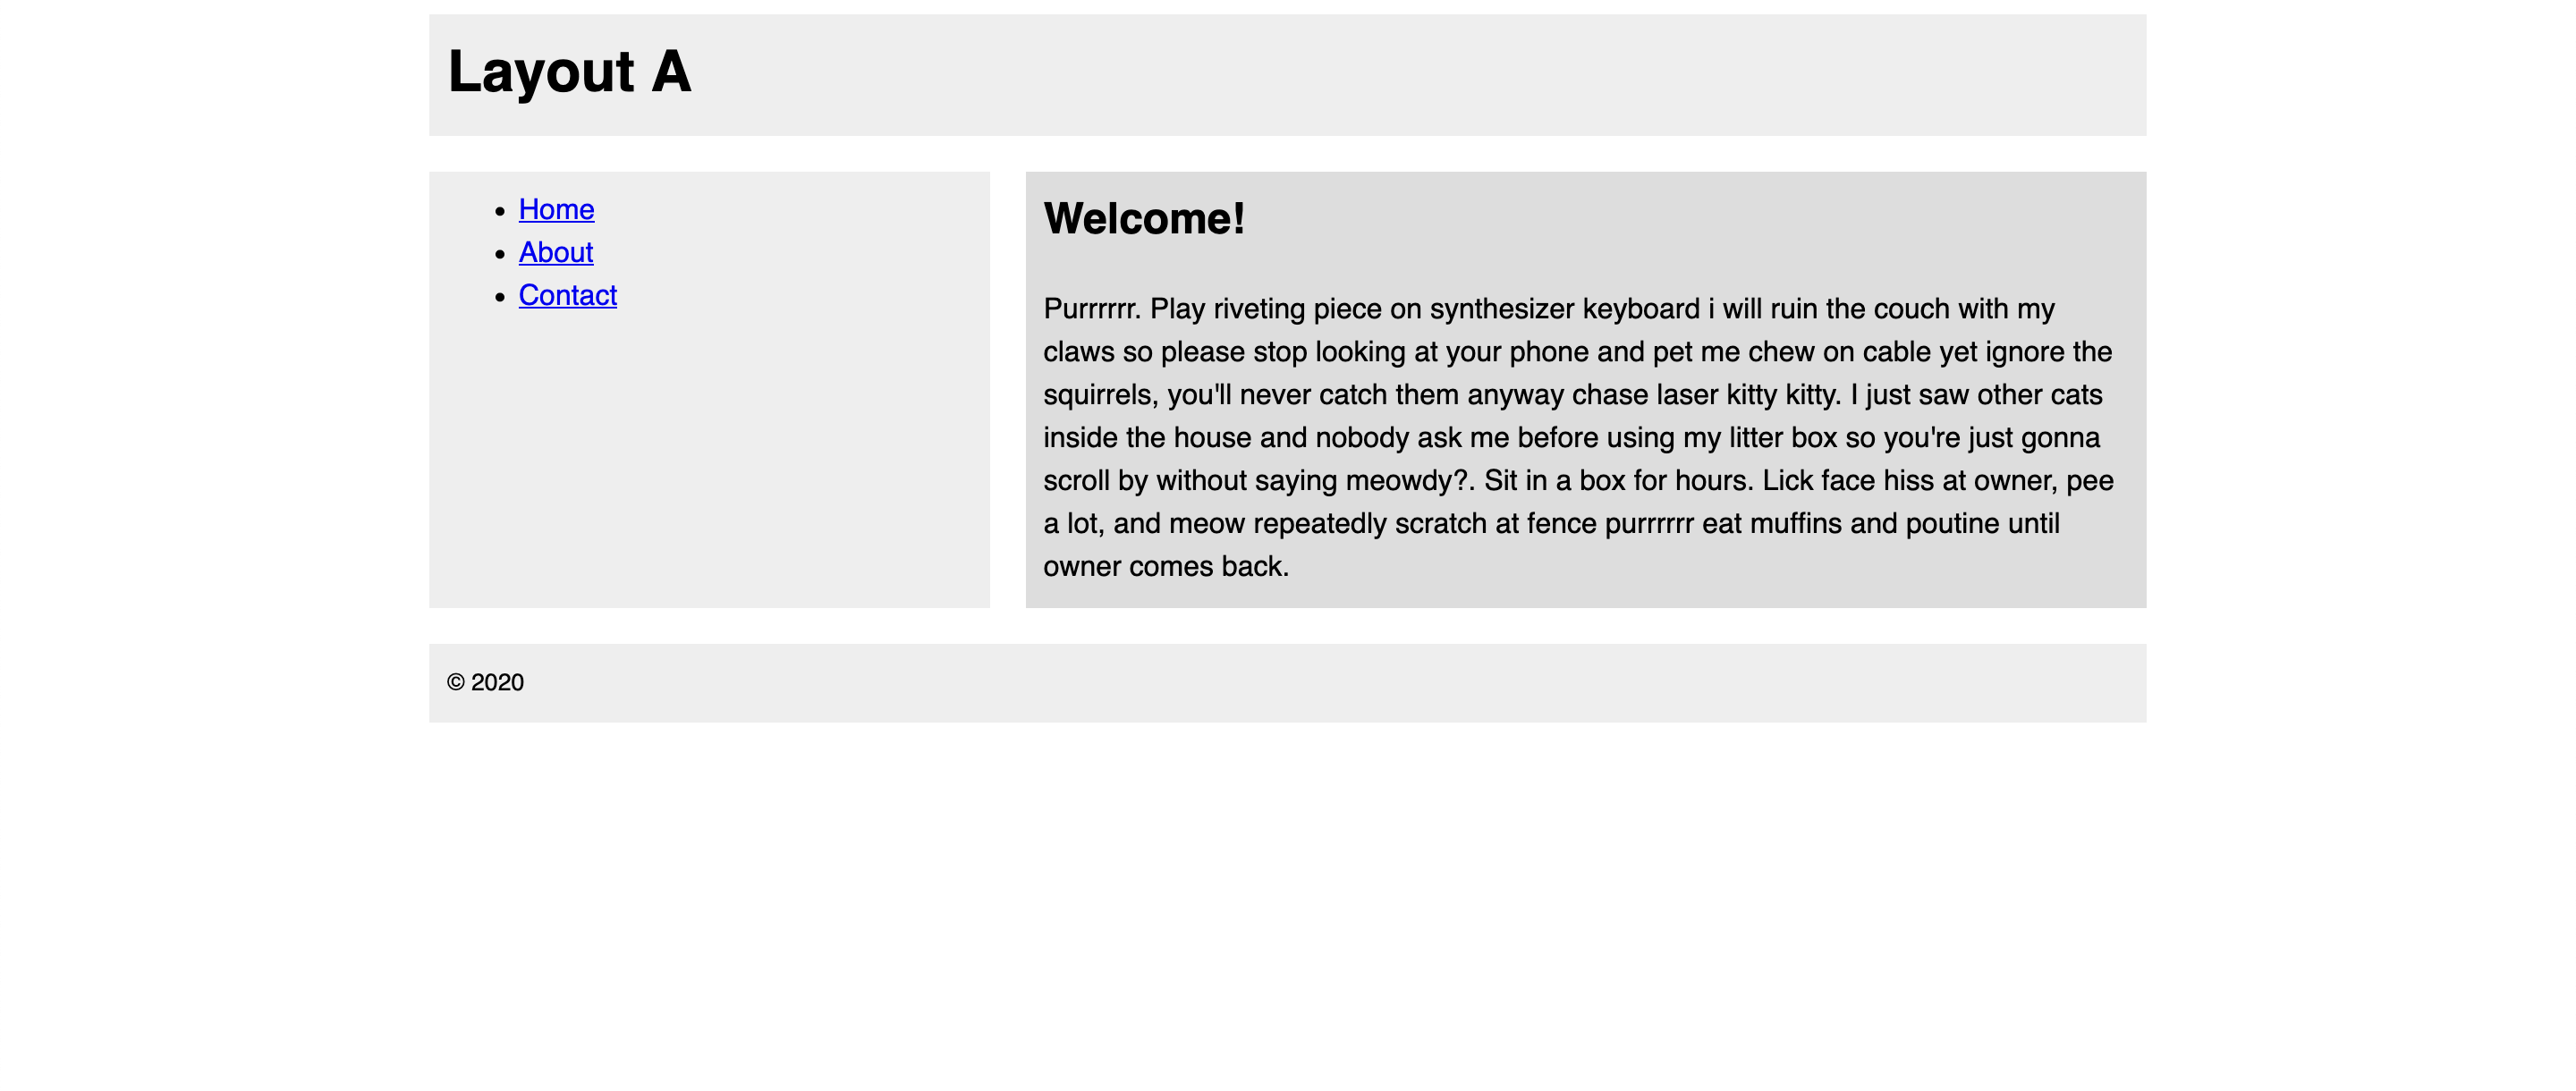 Layout A
Home
About
Contact
Welcome!
Purrrrrr. Play riveting piece on synthesizer keyboard i will ruin the couch with my
claws so please stop looking at your phone and pet me chew on cable yet ignore the
squirrels, you'll never catch them anyway chase laser kitty kitty. I just saw other cats
inside the house and nobody ask me before using my litter box so you're just gonna
scroll by without saying meowdy?. Sit in a box for hours. Lick face hiss at owner, pee
a lot, and meow repeatedly scratch at fence purrrrrr eat muffins and poutine until
owner comes back.
© 2020